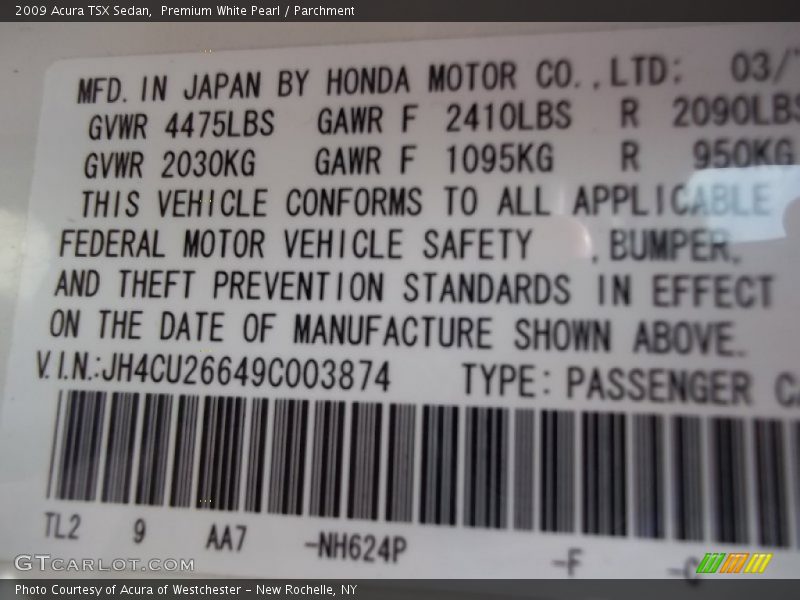 2009 Acura TSX Sedan,  Premium White Pearl / Parchment
MFD. IN JAPAN BY HONDA MOTOR CO.,LTD: 03/
GVWR 4475LBS GAWR F 2410LBS R 2090LBS
GVWR 2030KG GAWR F 1095KG R 950KG
THIS VEHICLE CONFORMS TO ALL APPLICABLE
FEDERAL MOTOR VEHICLE SAFETY ,BUMPER,
AND THEFT PREVENTION STANDARDS IN EFFECT
ON THE DATE OF MANUFACTURE SHOWN ABOVE.
V.I.N.:JH4CU26649C003874 TYPE: PASSENGER
TL2 9 AA7 -NH624P -F
GTCARLOT.COM
Photo Courtesy of Acura of Westchester - New Rochelle, NY